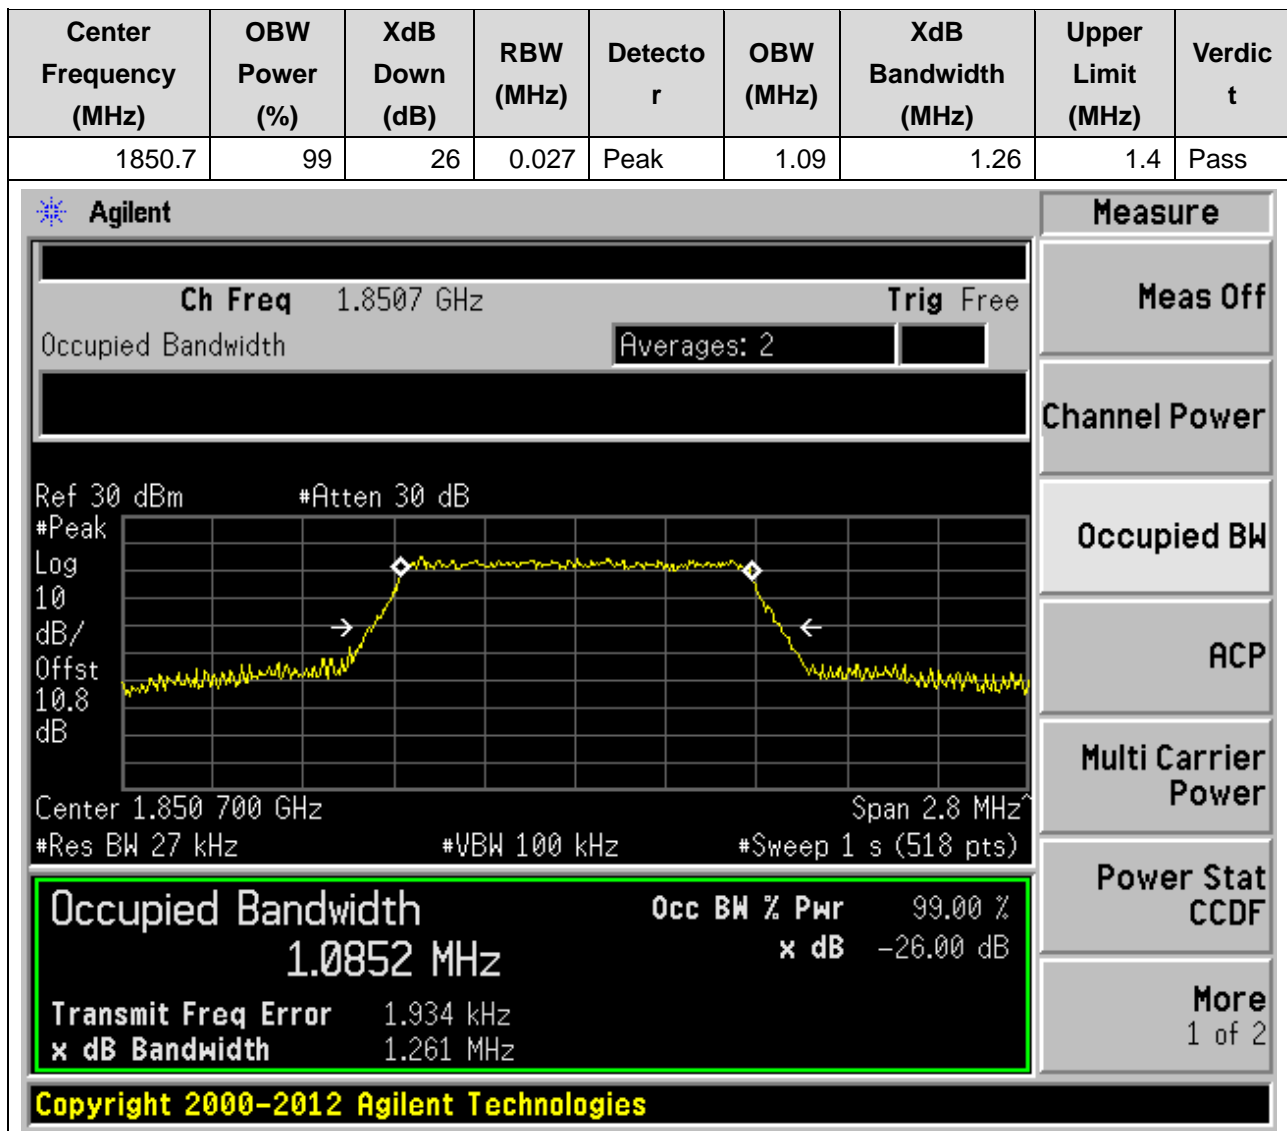 Center Frequency (MHz) OBW Power (%) XdB Down (dB) RBW (MHz) Detecto r OBW (MHz) XdB Bandwidth (MHz) Upper Limit (MHz) Verdic t
1850.7 99 26 0.027 Peak 1.09 1.26 1.4 Pass
Agilent
Measure
Ch Freq 1.8507 GHz Trig Free
Meas Off
Occupied Bandwidth Averages: 2
Channel Power
Ref 30 dBm #Atten 30 dB
#Peak
Log
10
dB/
Offst
10.8
dB
Occupied BW
ACP
Multi Carrier
Power
Center 1.850 700 GHz Span 2.8 MHz^
#Res BW 27 kHz #VBW 100 kHz #Sweep 1 s (518 pts)
Power Stat
CCDF
Occupied Bandwidth Occ BW % Pwr 99.00 %
1.0852 MHz x dB -26.00 dB
More
1 of 2
Transmit Freq Error 1.934 kHz
x dB Bandwidth 1.261 MHz
Copyright 2000-2012 Agilent Technologies